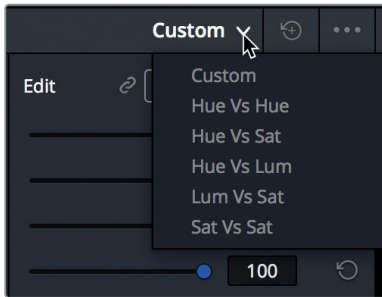 Custom
Edit
Custom
Hue Vs Hue
Hue Vs Sat
Hue Vs Lum
Lum Vs Sat
Sat Vs Sat
100